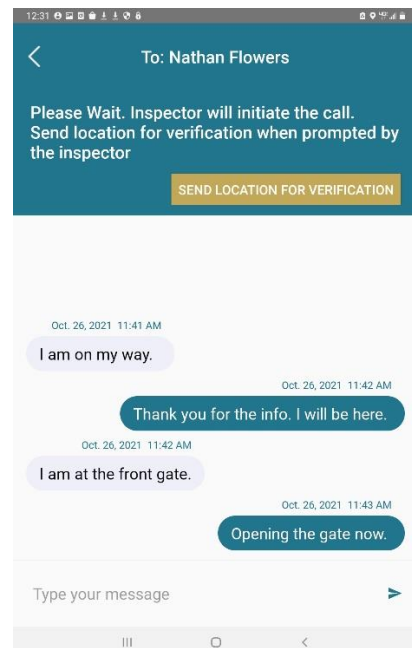 12:31
To: Nathan Flowers
Please Wait. Inspector will initiate the call.
Send location for verification when prompted by
the inspector
SEND LOCATION FOR VERIFICATION
Oct. 26, 2021 11:41 AM
I am on my way.
Oct. 26, 2021 11:42 AM
Thank you for the info. I will be here.
Oct. 26, 2021 11:42 AM
I am at the front gate.
Oct. 26, 2021 11:43 AM
Opening the gate now.
Type your message